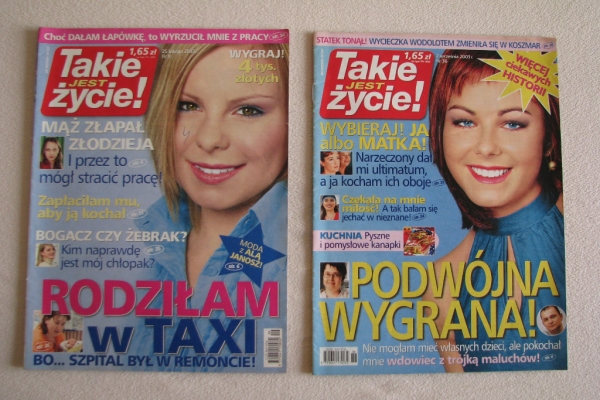 Choć DAŁAM ŁAPÓWKĘ, to WYRZUCIŁ MNIE Z PRACY
1,65 zł
Takie
JEST
życie!
WYGRAJ!
4 tys.
złotych
MĄŻ ZŁAPAŁ
ZŁODZIEJA
I przez to
mógł stracić pracę!
Zapłaciłam mu,
aby ją kochał
BOGACZ CZY ŻEBRAK?
Kim naprawdę
jest mój chłopak?
MODA
z ALĄ
JANOSZ!
RODZIŁAM
w TAXI
BO... SZPITAL BYŁ W REMONCIE!
STATEK TONĄŁ! WYCIECZKA WODOLOTEM ZMIENIŁA SIĘ W KOSZMAR
1,65 zł
Takie
JEST
życie!
WIĘCEJ
ciekawych
HISTORII!
WYBIERAJ! JA
albo MATKA!
Narzeczony dał
mi ultimatum,
a ja kocham ich oboje
Czekała na mnie
miłość! A tak bałam się
jechać w nieznane!
KUCHNIA Pyszne
i pomysłowe kanapki
PODWÓJNA
WYGRANA!
Nie mogłam mieć własnych dzieci, ale pokochał
mnie wdowiec z trójką maluchów!